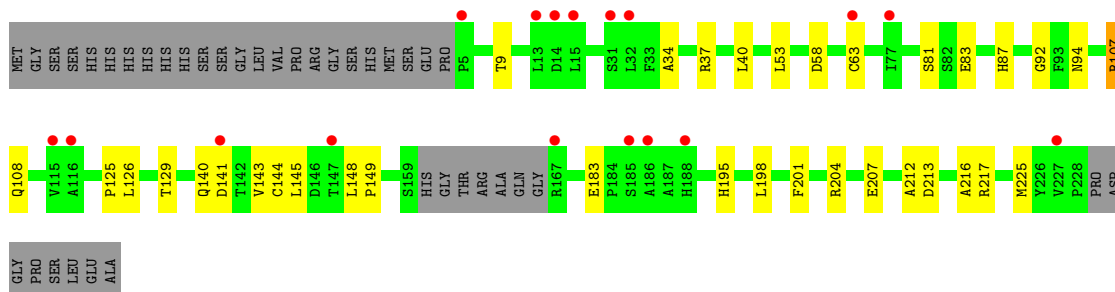 MET GLY SER SER HIS HIS HIS HIS HIS HIS SER SER GLY LEU VAL PRO ARG GLY SER HIS MET SER GLU PRO P5 T9 L13 D14 L15 S31 L32 F33 A34 R37 L40 L53 D58 C63 I77 S81 S82 E83 H87 G92 F93 N94 R107
Q108 V115 A116 P125 L126 T129 Q140 D141 T142 V143 C144 L145 D146 T147 L148 P149 S159 HIS GLY THR ARG ALA GLN GLY R167 E183 P184 S185 A186 A187 H188 H195 L198 F201 R204 E207 A212 D213 A216 R217 M225 Y226 V227 P228 PRO ASP
GLY PRO SER LEU GLU ALA